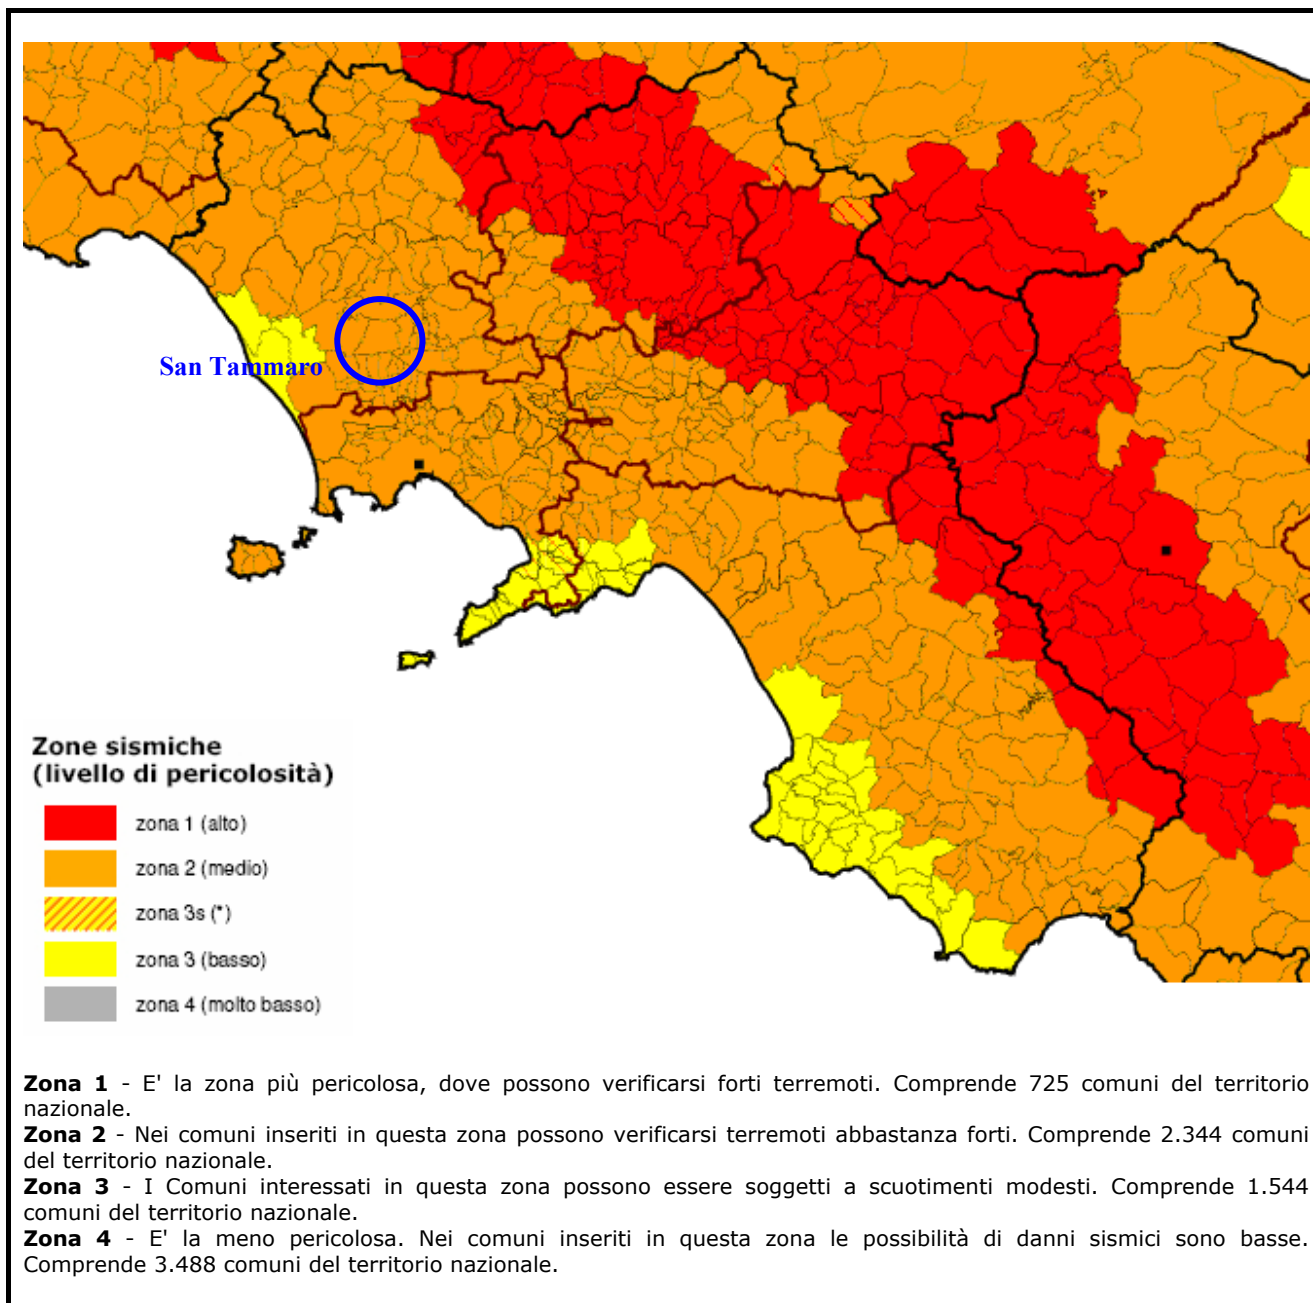 San Tammaro
Zone sismiche
(livello di pericolosità)
zona 1 (alto)
zona 2 (medio)
zona 3s (*)
zona 3 (basso)
zona 4 (molto basso)
Zona 1 - E' la zona più pericolosa, dove possono verificarsi forti terremoti. Comprende 725 comuni del territorio
nazionale.
Zona 2 - Nei comuni inseriti in questa zona possono verificarsi terremoti abbastanza forti. Comprende 2.344 comuni
del territorio nazionale.
Zona 3 - I Comuni interessati in questa zona possono essere soggetti a scuotimenti modesti. Comprende 1.544
comuni del territorio nazionale.
Zona 4 - E' la meno pericolosa. Nei comuni inseriti in questa zona le possibilità di danni sismici sono basse.
Comprende 3.488 comuni del territorio nazionale.